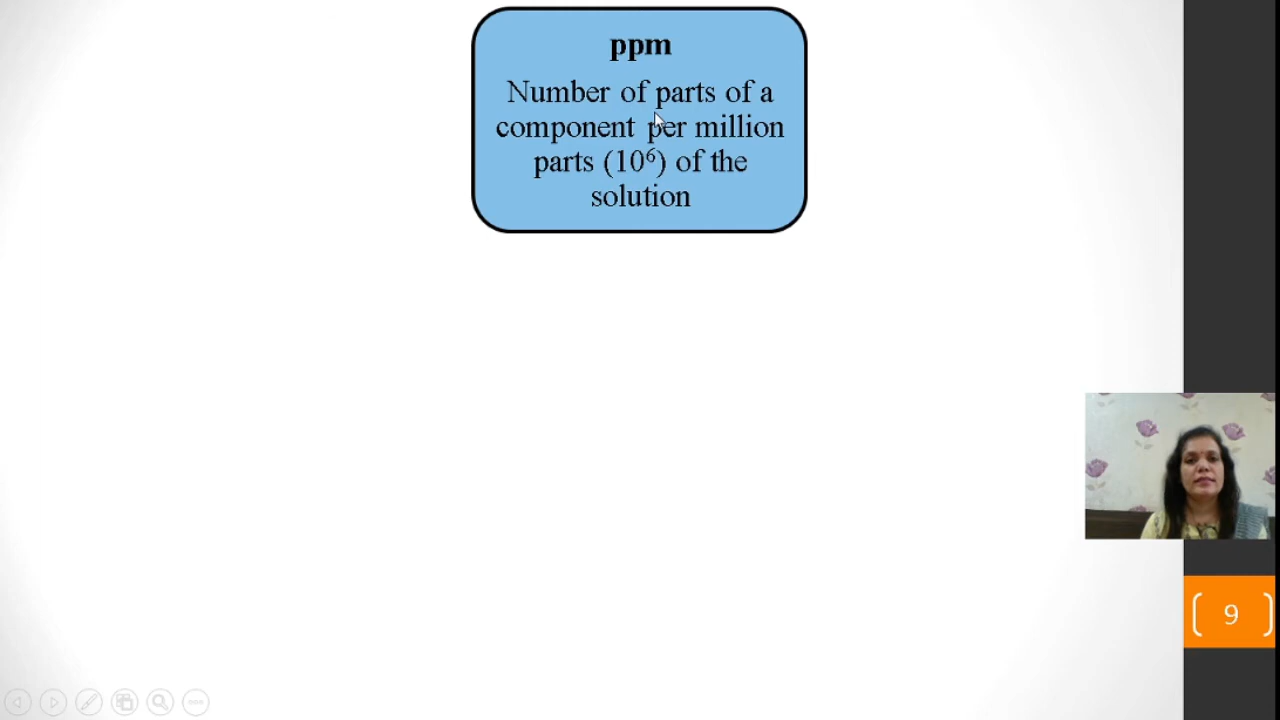 ppm
Number of parts of a
component per million
parts (10⁶) of the
solution
9